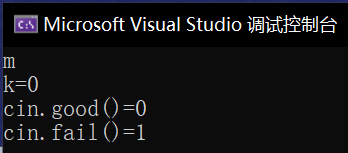 Microsoft Visual Studio 调试控制台
m
k=0
cin.good()=0
cin.fail()=1